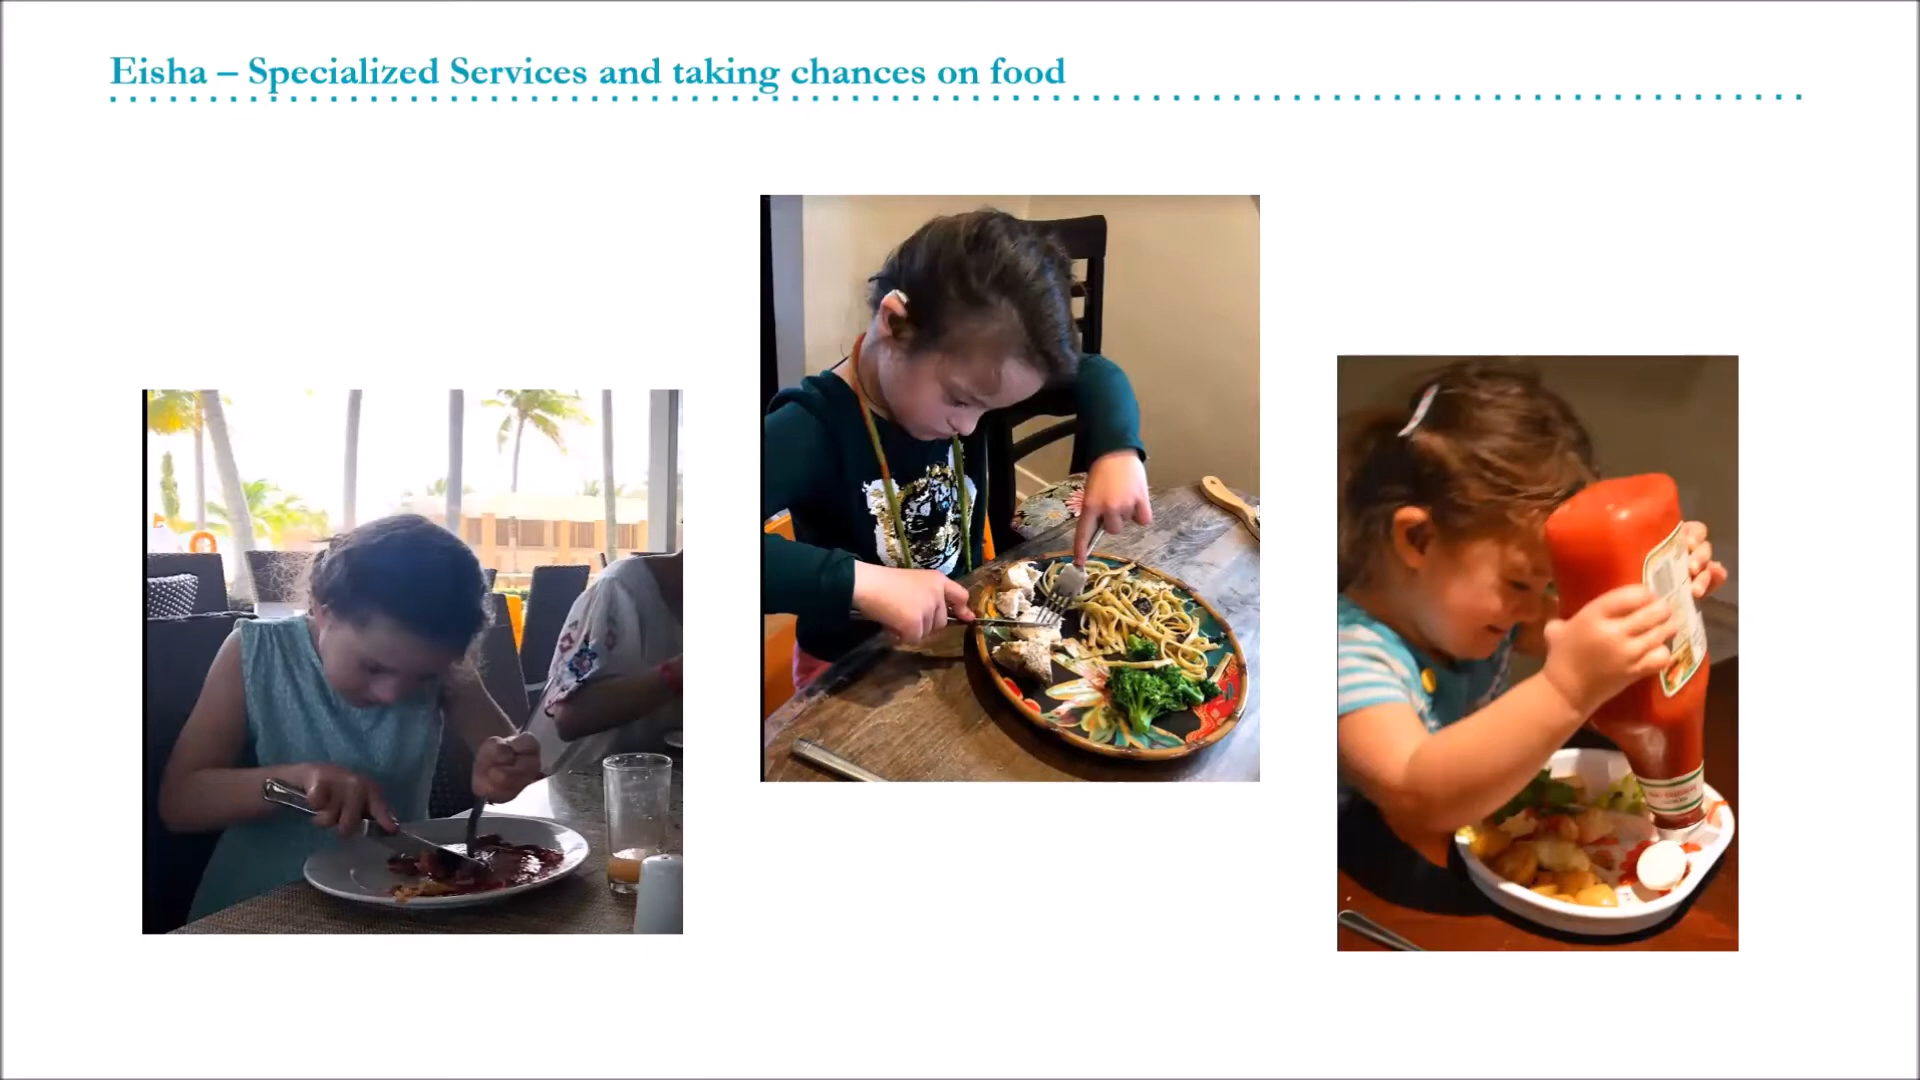 Eisha – Specialized Services and taking chances on food